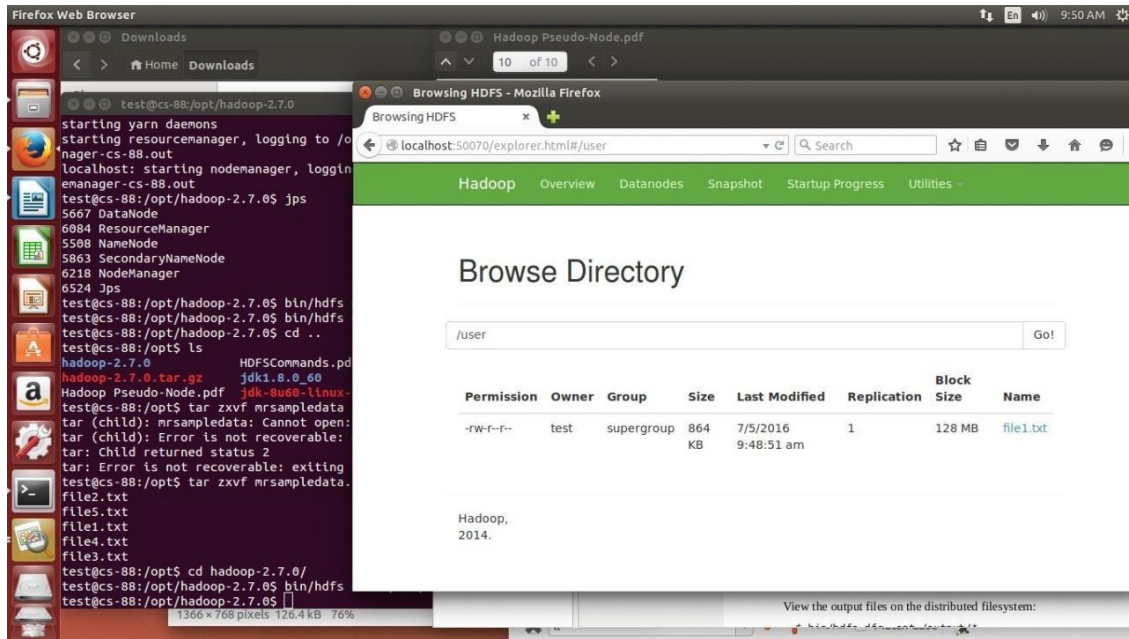 Firefox Web Browser
En
9:50 AM
Downloads
Home Downloads
Hadoop Pseudo-Node.pdf
10 of 10
test@cs-88:/opt/hadoop-2.7.0
starting yarn daemons
starting resourcemanager, logging to /o
nager-cs-88.out
localhost: starting nodemanager, loggin
emanager-cs-88.out
test@cs-88:/opt/hadoop-2.7.0$ jps
5667 DataNode
6084 ResourceManager
5508 NameNode
5863 SecondaryNameNode
6218 NodeManager
6524 Jps
test@cs-88:/opt/hadoop-2.7.0$ bin/hdfs
test@cs-88:/opt/hadoop-2.7.0$ bin/hdfs
test@cs-88:/opt/hadoop-2.7.0$ cd ..
test@cs-88:/opt$ ls
hadoop-2.7.0 HDFSCommands.pd
hadoop-2.7.0.tar.gz jdk1.8.0_60
Hadoop Pseudo-Node.pdf jdk-8u60-linux-
test@cs-88:/opt$ tar zxvf mrsampledata
tar (child): mrsampledata: Cannot open:
tar (child): Error is not recoverable:
tar: Child returned status 2
tar: Error is not recoverable: exiting
test@cs-88:/opt$ tar zxvf mrsampledata.
file2.txt
file5.txt
file1.txt
file4.txt
file3.txt
test@cs-88:/opt$ cd hadoop-2.7.0/
test@cs-88:/opt/hadoop-2.7.0$ bin/hdfs
test@cs-88:/opt/hadoop-2.7.0$
1366 × 768 pixels 126.4 kB 76%
Browsing HDFS - Mozilla Firefox
Browsing HDFS
localhost:50070/explorer.html#/user
Search
Hadoop Overview Datanodes Snapshot Startup Progress Utilities
Browse Directory
/user Go!
Permission Owner Group Size Last Modified Replication Block Size Name
-rw-r--r-- test supergroup 864 KB 7/5/2016 9:48:51 am 1 128 MB file1.txt
Hadoop,
2014.
View the output files on the distributed filesystem: